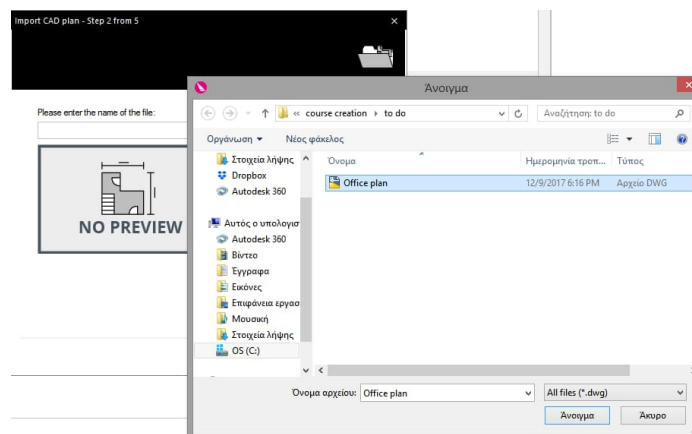 Import CAD plan - Step 2 from 5
Please enter the name of the file:
NO PREVIEW
Άνοιγμα
« course creation to do
Αναζήτηση: to do
Οργάνωση Νέος φάκελος
Στοιχεία λήψης
Dropbox
Autodesk 360
Αυτός ο υπολογισ
Autodesk 360
Βίντεο
Έγγραφα
Εικόνες
Επιφάνεια εργασ
Μουσική
Στοιχεία λήψης
OS (C:)
Όνομα Ημερομηνία τροπ... Τύπος
Office plan 12/9/2017 6:16 PM Αρχείο DWG
Όνομα αρχείου: Office plan All files (*.dwg)
Άνοιγμα Άκυρο